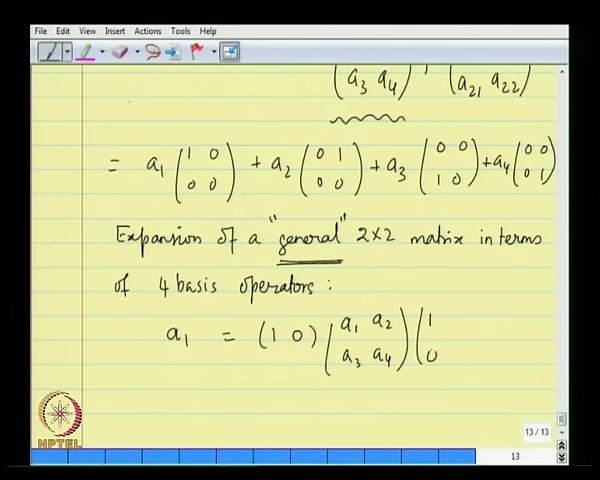 File Edit View Insert Actions Tools Help
(a3 a4) , (a21 a22)
= a1 (1 0 0 0) + a2 (0 1 0 0) + a3 (0 0 1 0) + a4 (0 0 0 1)
Expansion of a "general" 2×2 matrix in terms
of 4 basis operators :
a1 = (1 0) (a1 a2 a3 a4) (1 0
13/13
NPTEL
13